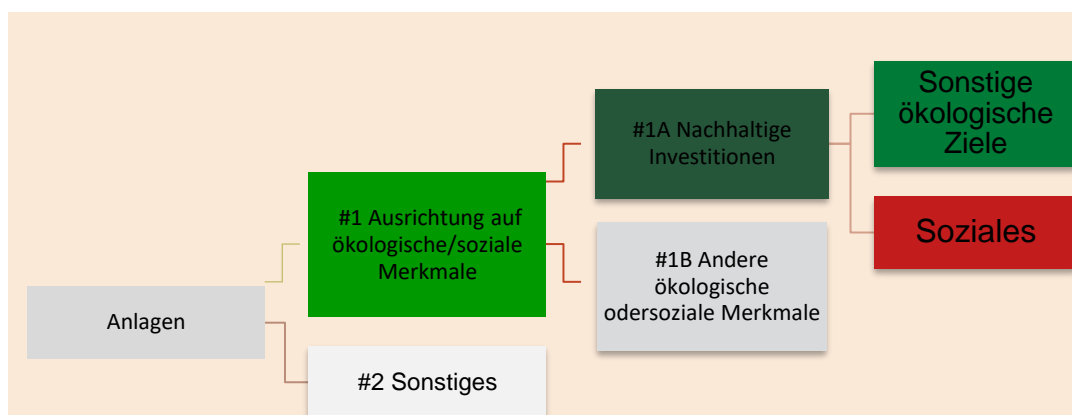 Anlagen
#1 Ausrichtung auf
ökologische/soziale
Merkmale
#2 Sonstiges
#1A Nachhaltige
Investitionen
#1B Andere
ökologische
odersoziale Merkmale
Sonstige
ökologische
Ziele
Soziales